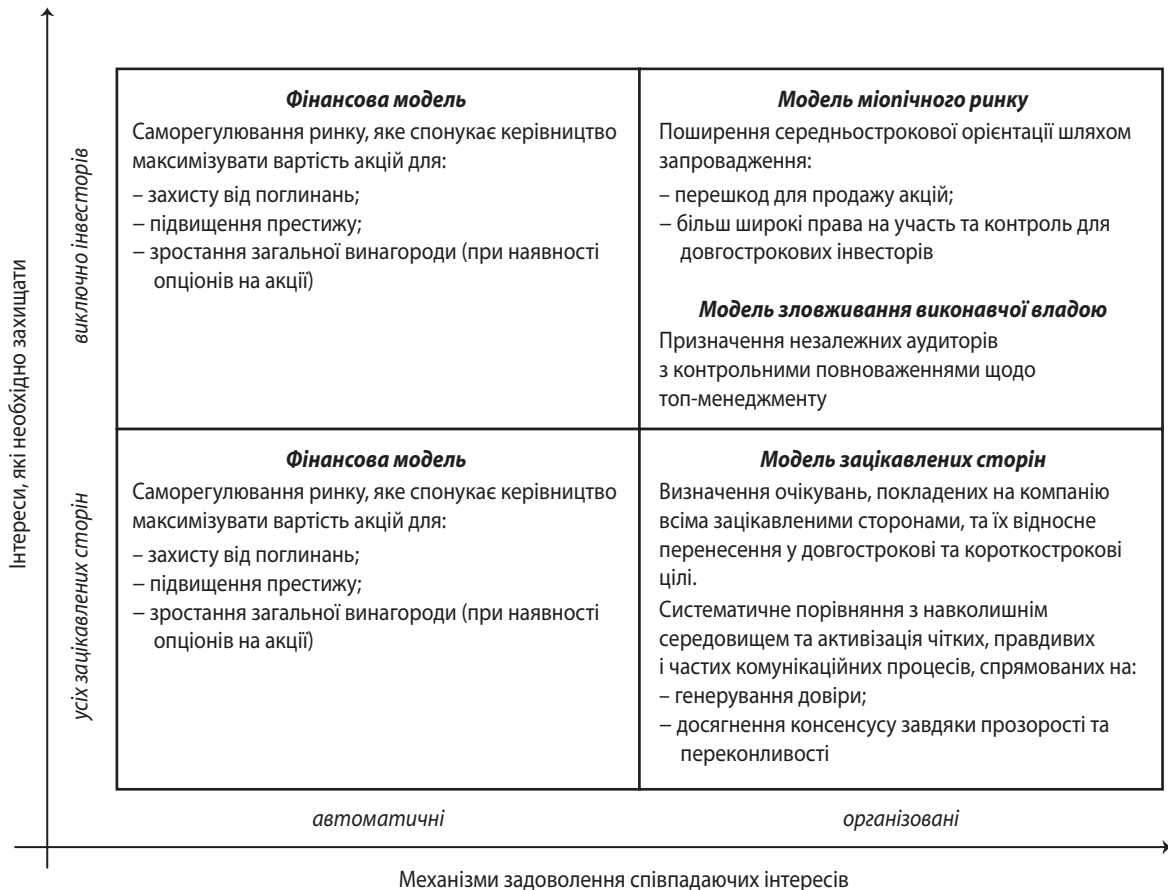 Інтереси, які необхідно захищати
виключно інвесторів
Фінансова модель
Саморегулювання ринку, яке спонукає керівництво
максимізувати вартість акцій для:
– захисту від поглинань;
– підвищення престижу;
– зростання загальної винагороди (при наявності
опціонів на акції)
Модель міопічного ринку
Поширення середньострокової орієнтації шляхом
запровадження:
– перешкод для продажу акцій;
– більш широкі права на участь та контроль для
довгострокових інвесторів
Модель зловживання виконавчої владою
Призначення незалежних аудиторів
з контрольними повноваженнями щодо
топ-менеджменту
усіх зацікавлених сторін
Фінансова модель
Саморегулювання ринку, яке спонукає керівництво
максимізувати вартість акцій для:
– захисту від поглинань;
– підвищення престижу;
– зростання загальної винагороди (при наявності
опціонів на акції)
Модель зацікавлених сторін
Визначення очікувань, покладених на компанію
всіма зацікавленими сторонами, та їх відносне
перенесення у довгострокові та короткострокові
цілі.
Систематичне порівняння з навколишнім
середовищем та активізація чітких, правдивих
і частих комунікаційних процесів, спрямованих на:
– генерування довіри;
– досягнення консенсусу завдяки прозорості та
переконливості
автоматичні
організовані
Механізми задоволення співпадаючих інтересів